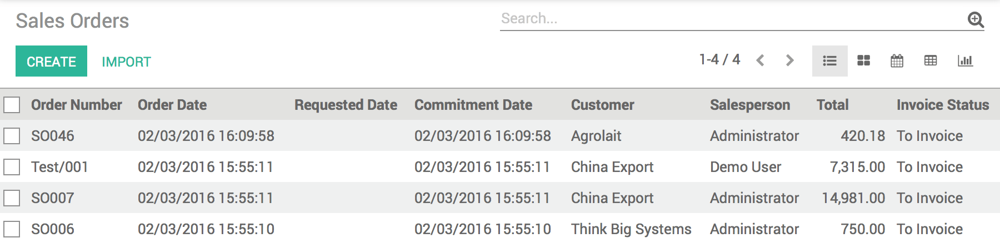 Sales Orders
Search...
CREATE IMPORT
1-4 / 4
Order Number Order Date Requested Date Commitment Date Customer Salesperson Total Invoice Status
SO046 02/03/2016 16:09:58 02/03/2016 16:09:58 Agrolait Administrator 420.18 To Invoice
Test/001 02/03/2016 15:55:11 02/03/2016 15:55:11 China Export Demo User 7,315.00 To Invoice
SO007 02/03/2016 15:55:11 02/03/2016 15:55:11 China Export Administrator 14,981.00 To Invoice
SO006 02/03/2016 15:55:10 02/03/2016 15:55:10 Think Big Systems Administrator 750.00 To Invoice